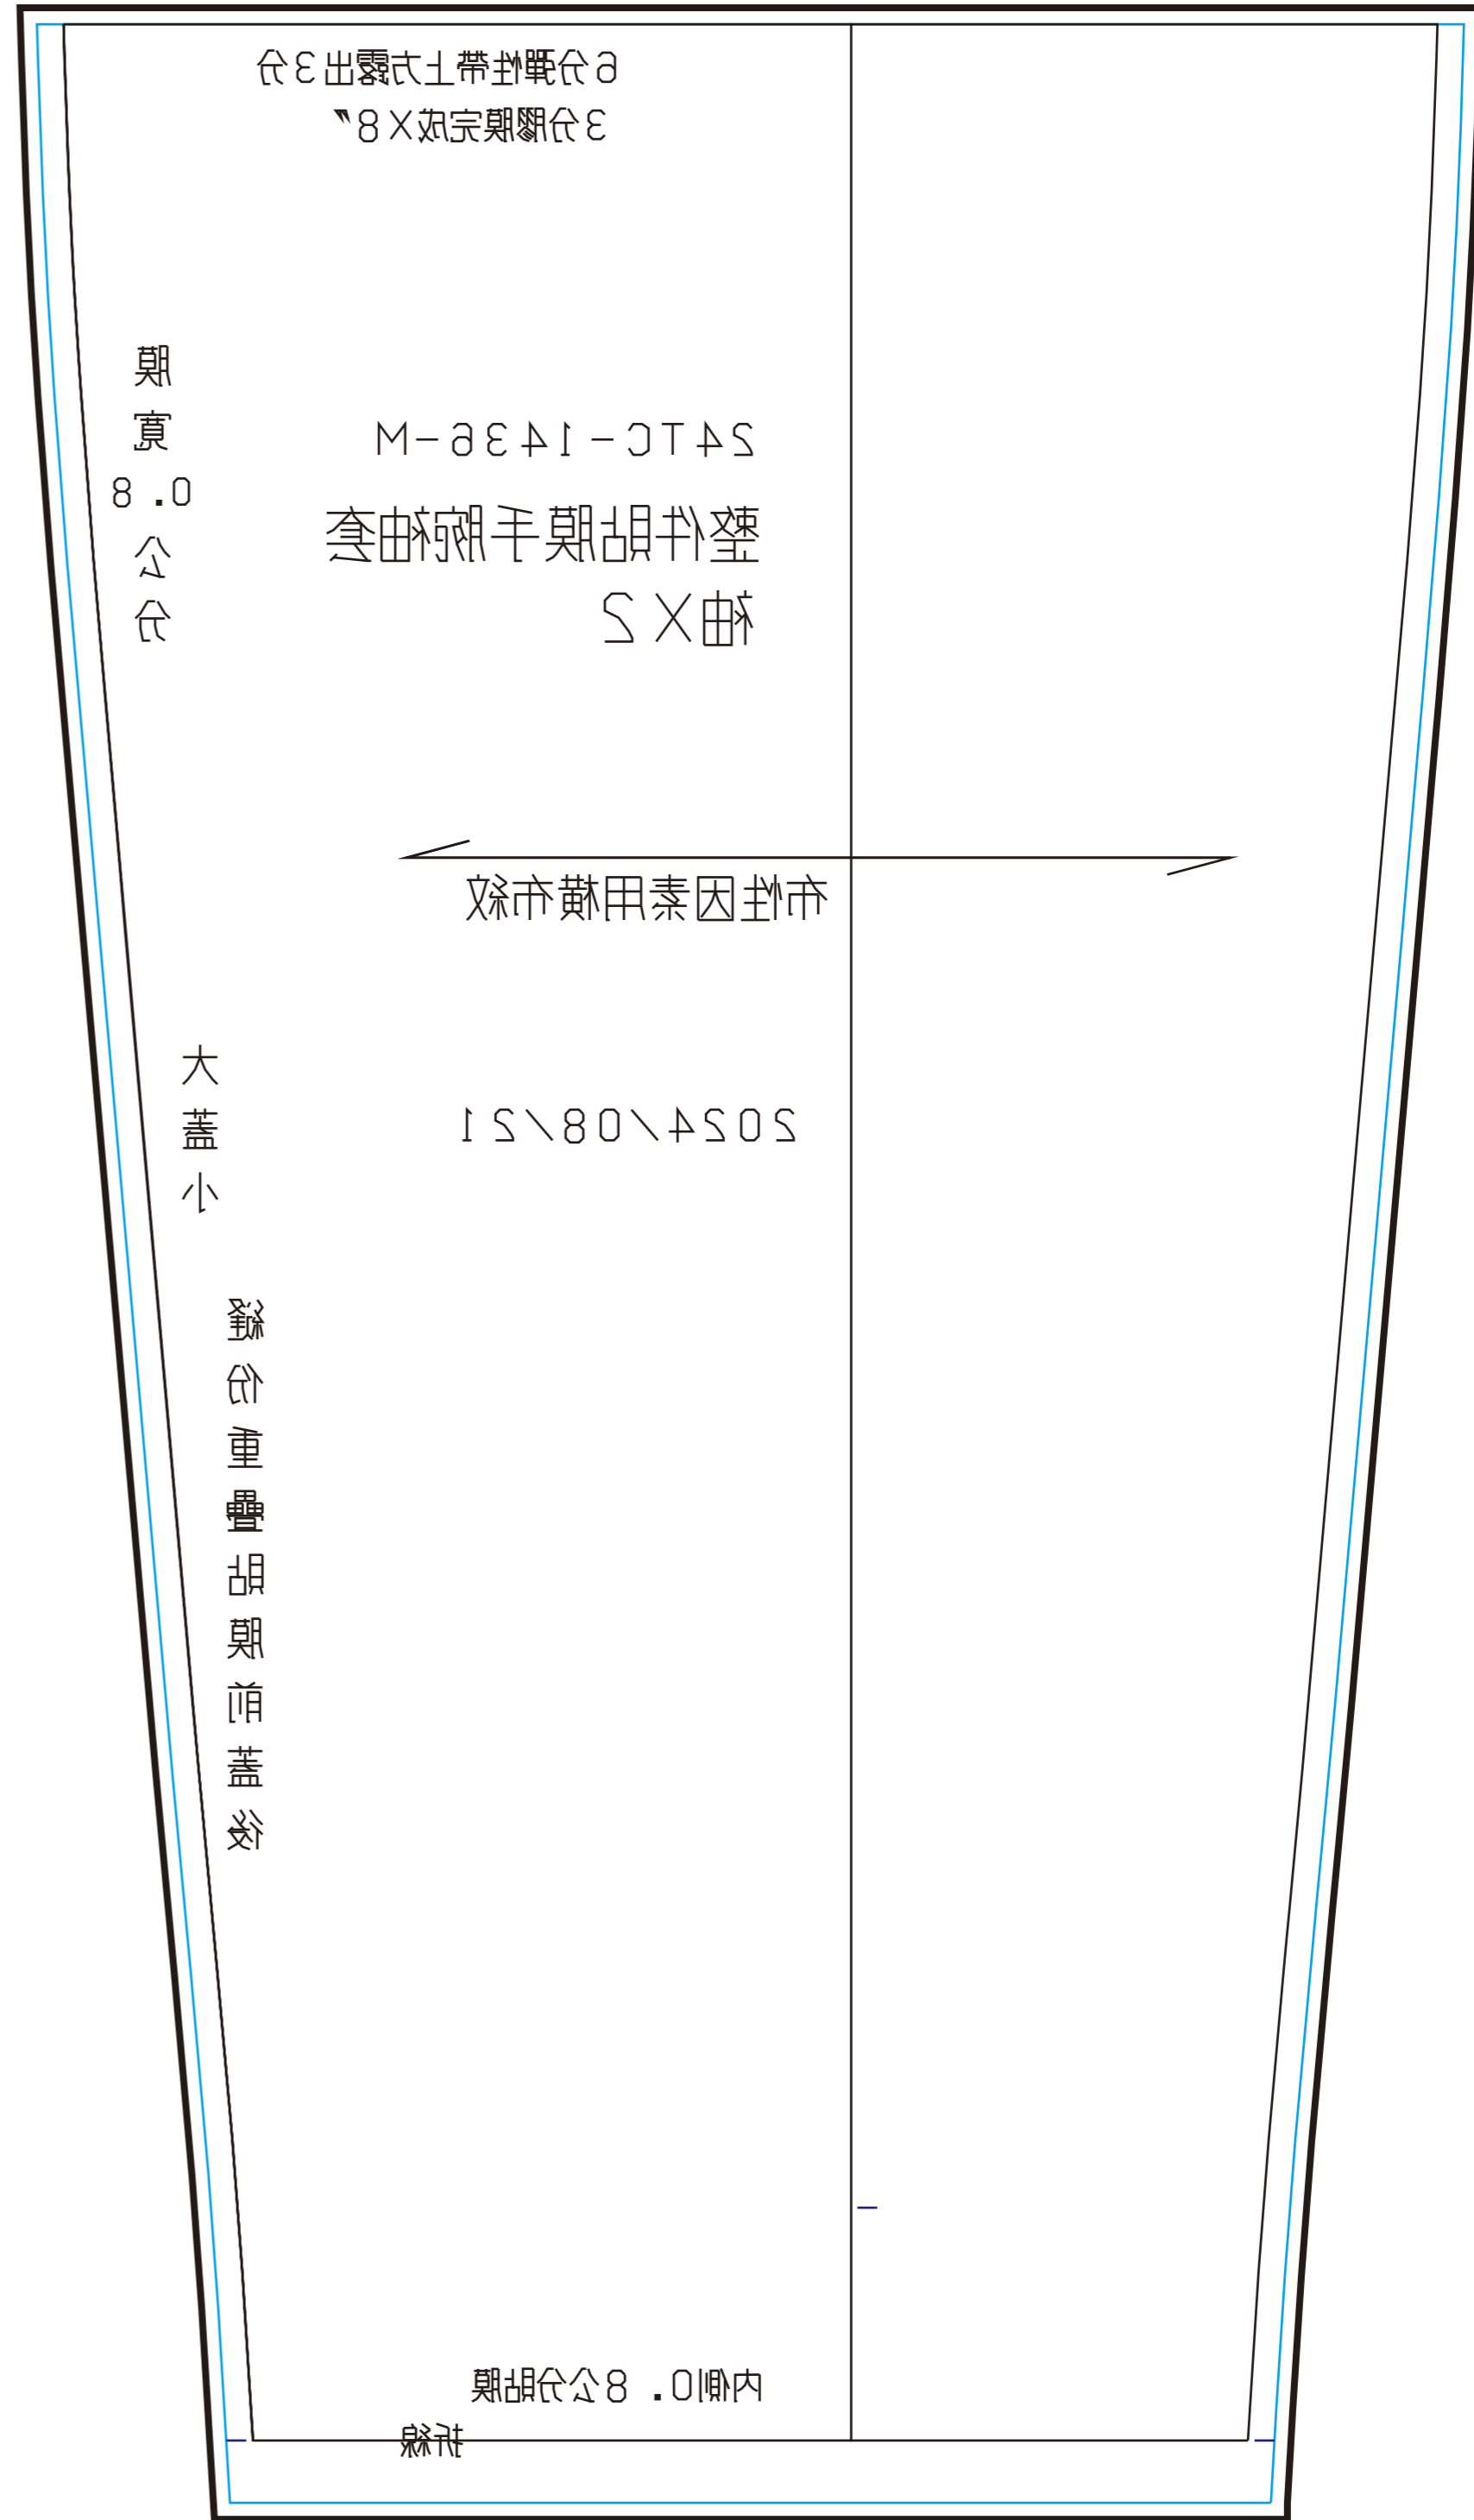 6分彈性帶上方露出3分
3分膠膜完成X8"
膜寬0.8公分
24TC-1436-M
整件貼膜手腕袖套
袖X2
布性因素用橫布紋
2024/08/21
大蓋小
縫份重疊貼膜前蓋後
內側0.8公分貼膜
折線